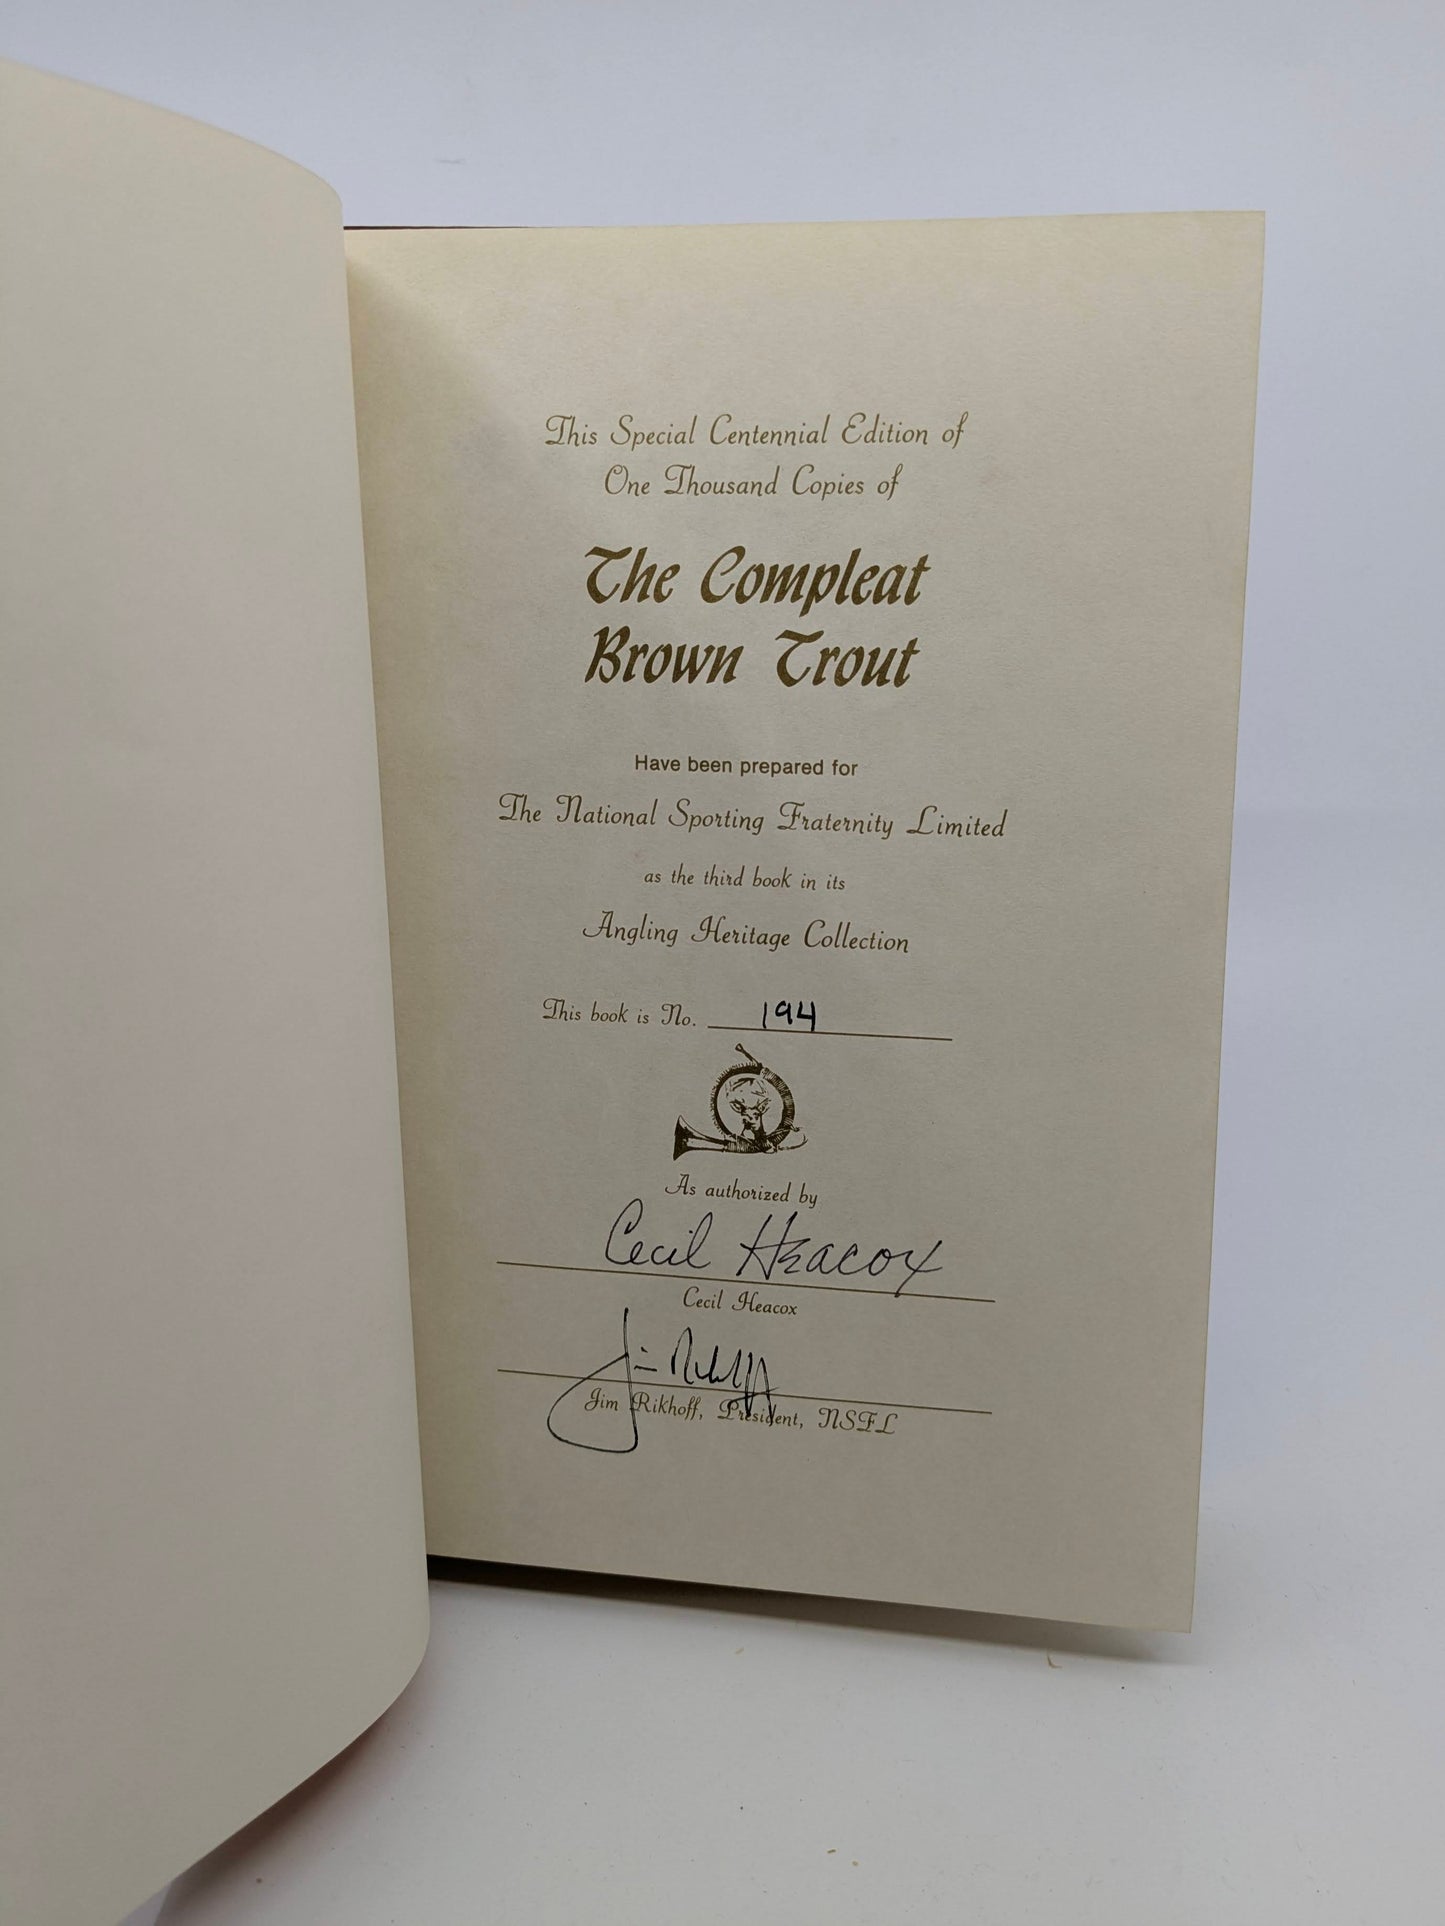 This Special Centennial Edition of
One Thousand Copies of
The Compleat
Brown Trout
Have been prepared for
The National Sporting Fraternity Limited
as the third book in its
Angling Heritage Collection
This book is No. 194
As authorized by
Cecil Heacox
Cecil Heacox
Jim Rikhoff
Jim Rikhoff, President, NSFL